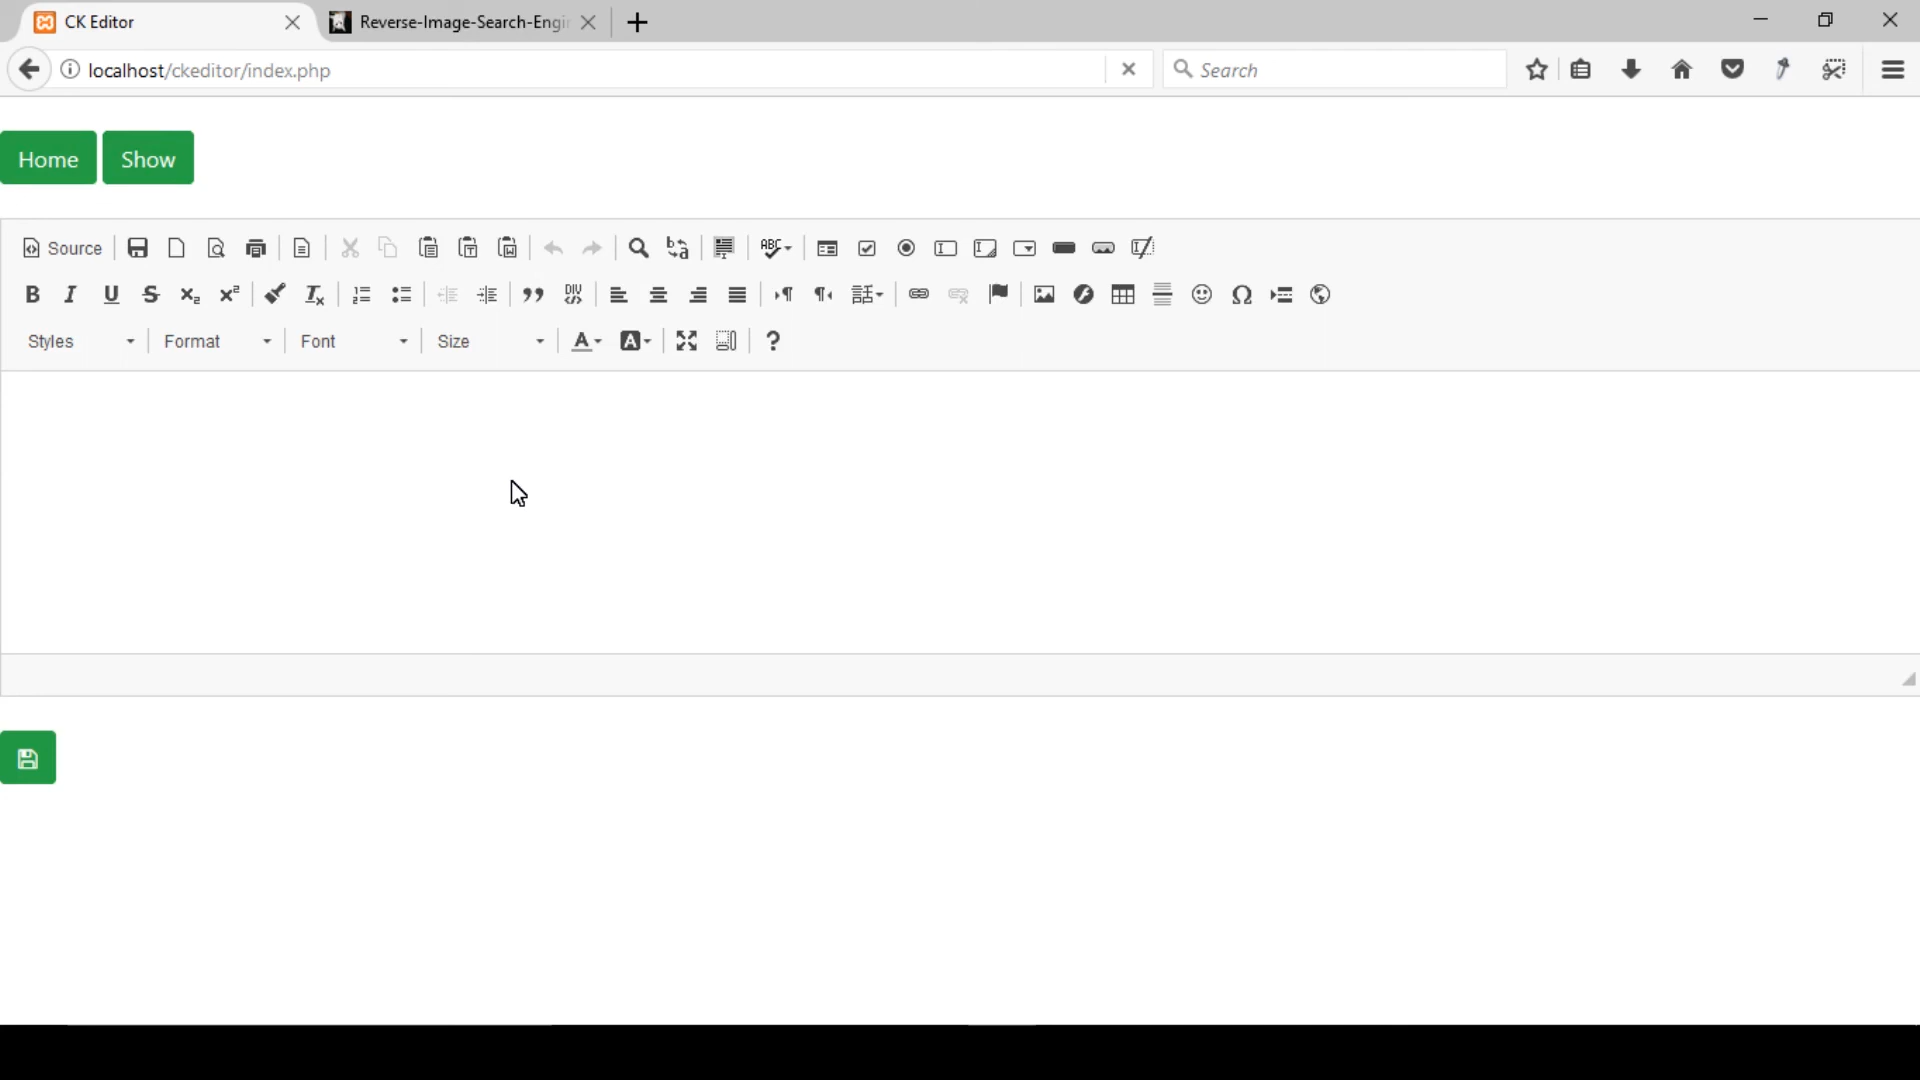 CK Editor
Reverse-Image-Search-Engi
localhost/ckeditor/index.php
Search
Home Show
Source
Styles Format Font Size